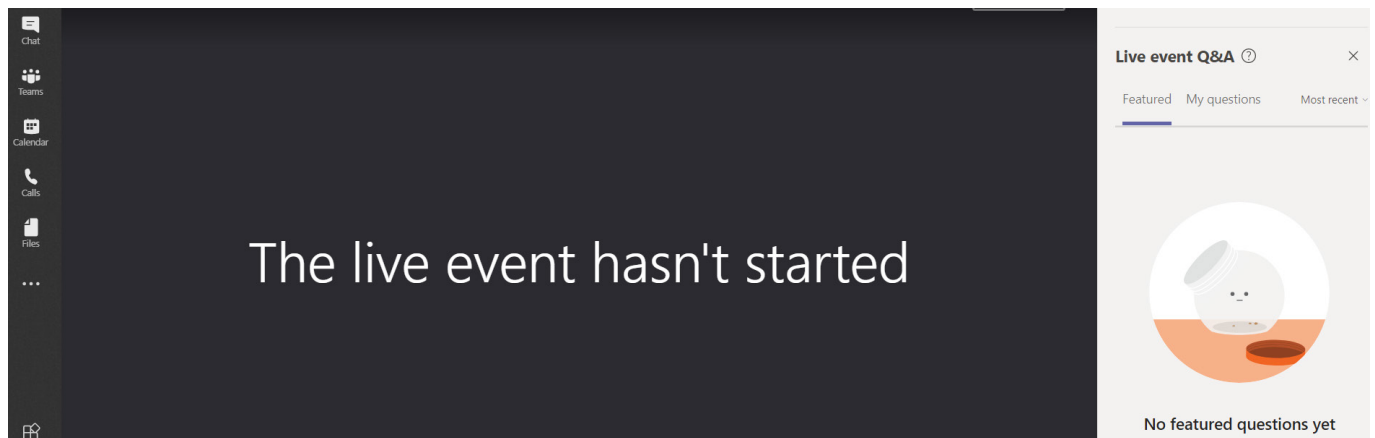 Chat
Teams
Calendar
Calls
Files
The live event hasn't started
Live event Q&A
Featured My questions Most recent
No featured questions yet